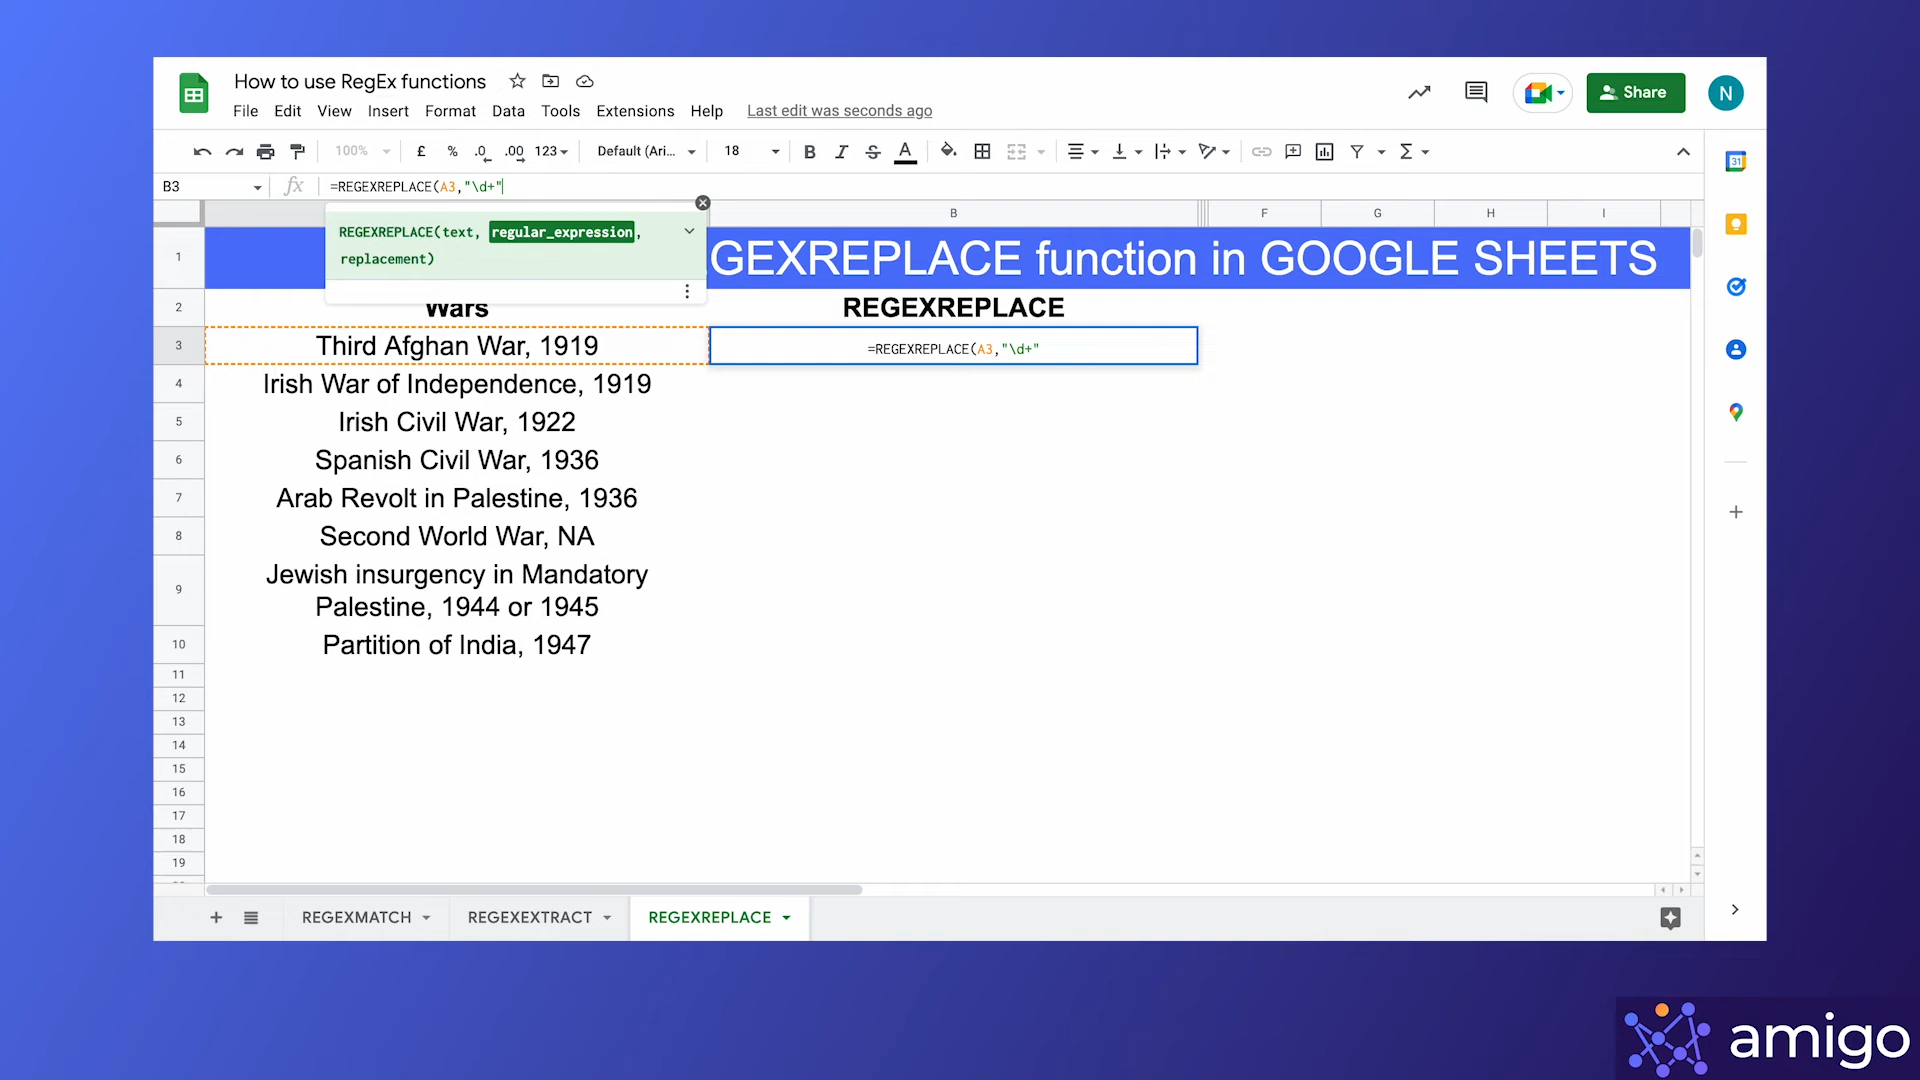 How to use RegEx functions
File Edit View Insert Format Data Tools Extensions Help Last edit was seconds ago
Share
N
100% £ % .0 .00 123 Default (Ari... 18 B I S A
31
B3 fx =REGEXREPLACE(A3,"\d+"
REGEXREPLACE(text, regular_expression,
replacement)
B F G H I
1 GEXREPLACE function in GOOGLE SHEETS
2 Wars REGEXREPLACE
3 Third Afghan War, 1919 =REGEXREPLACE(A3,"\d+"
4 Irish War of Independence, 1919
5 Irish Civil War, 1922
6 Spanish Civil War, 1936
7 Arab Revolt in Palestine, 1936
8 Second World War, NA
9 Jewish insurgency in Mandatory
Palestine, 1944 or 1945
10 Partition of India, 1947
11
12
13
14
15
16
17
18
19
REGEXMATCH REGEXEXTRACT REGEXREPLACE
amigo